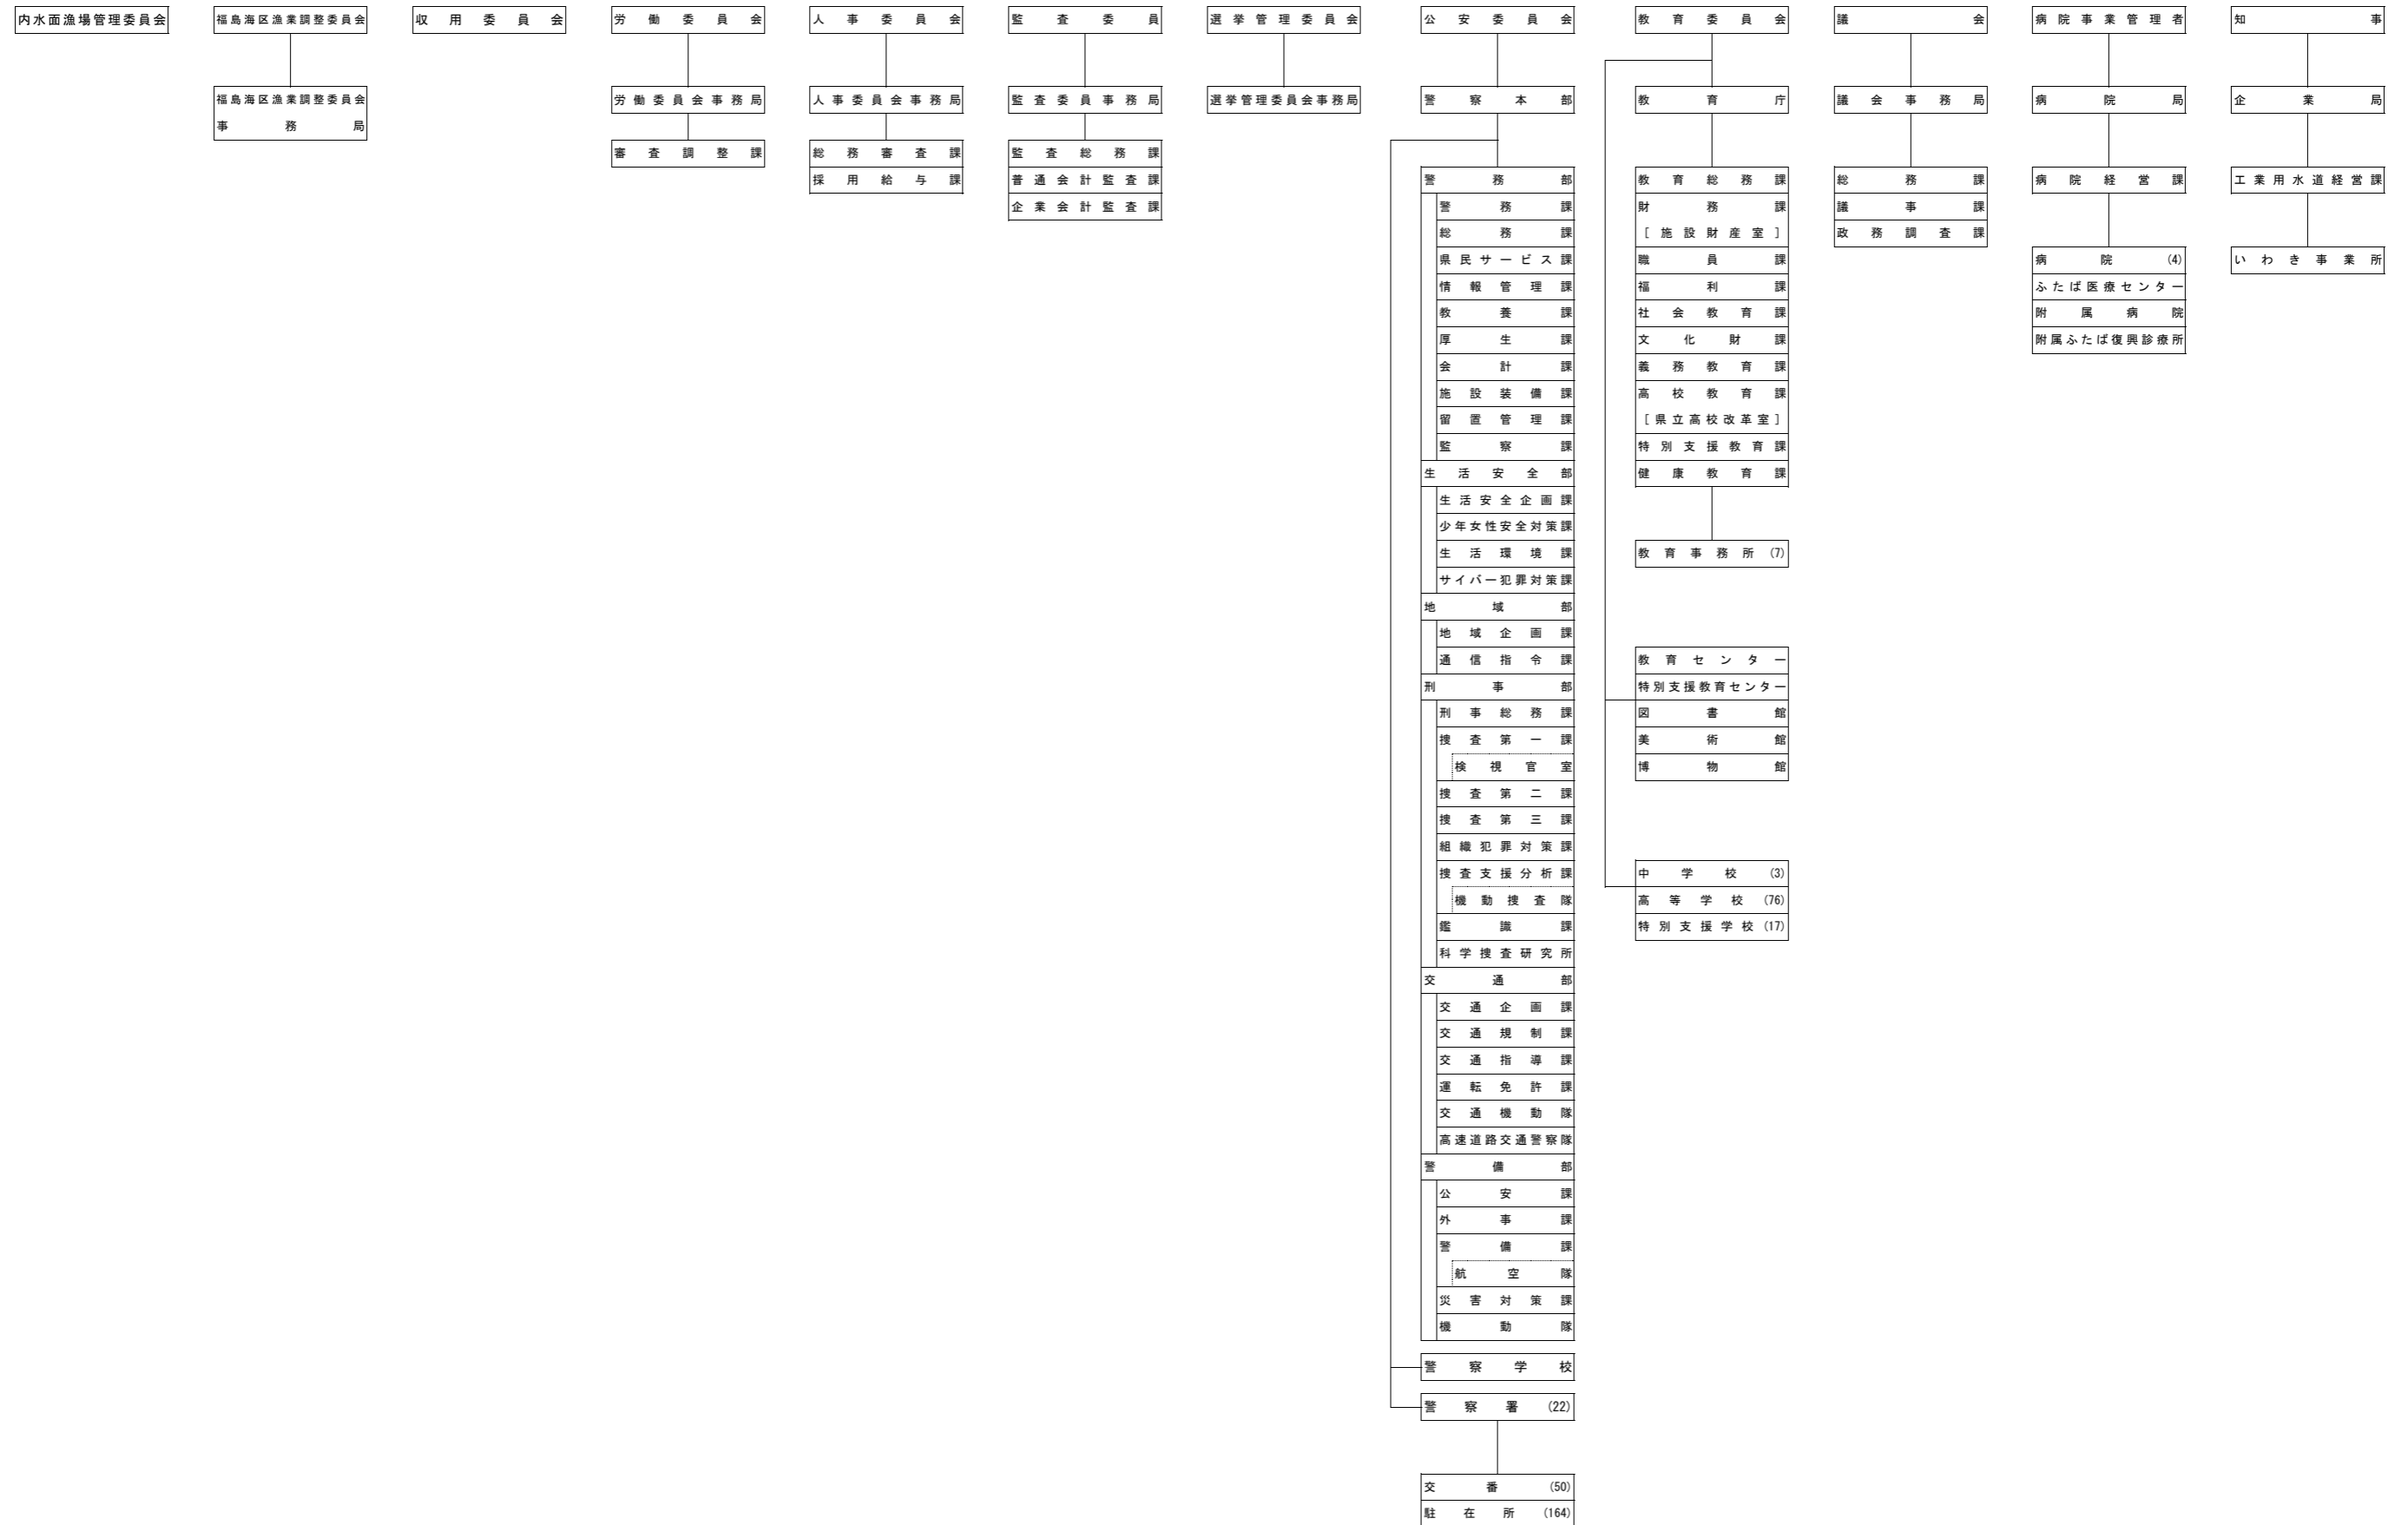 内水面漁場管理委員会
福島海区漁業調整委員会
福島海区漁業調整委員会
事務局
収用委員会
労働委員会
労働委員会事務局
審査調整課
人事委員会
人事委員会事務局
総務審査課
採用給与課
監査委員
監査委員事務局
監査総務課
普通会計監査課
企業会計監査課
選挙管理委員会
選挙管理委員会事務局
公安委員会
警察本部
警務部
警務課
総務課
県民サービス課
情報管理課
教養課
厚生課
会計課
施設装備課
留置管理課
監察課
生活安全部
生活安全企画課
少年女性安全対策課
生活環境課
サイバー犯罪対策課
地域部
地域企画課
通信指令課
刑事部
刑事総務課
捜査第一課
検視官室
捜査第二課
捜査第三課
組織犯罪対策課
捜査支援分析課
機動捜査隊
鑑識課
科学捜査研究所
交通部
交通企画課
交通規制課
交通指導課
運転免許課
交通機動隊
高速道路交通警察隊
警備部
公安課
外事課
警備課
航空隊
災害対策課
機動隊
警察学校
警察署(22)
交番(50)
駐在所(164)
教育委員会
教育庁
教育総務課
財務課
[施設財産室]
職員課
福利課
社会教育課
文化財課
義務教育課
高校教育課
[県立高校改革室]
特別支援教育課
健康教育課
教育事務所(7)
教育センター
特別支援教育センター
図書館
美術館
博物館
中学校(3)
高等学校(76)
特別支援学校(17)
議会
議会事務局
総務課
議事課
政務調査課
病院事業管理者
病院局
病院経営課
病院(4)
ふたば医療センター
附属病院
附属ふたば復興診療所
知事
企業局
工業用水道経営課
いわき事業所